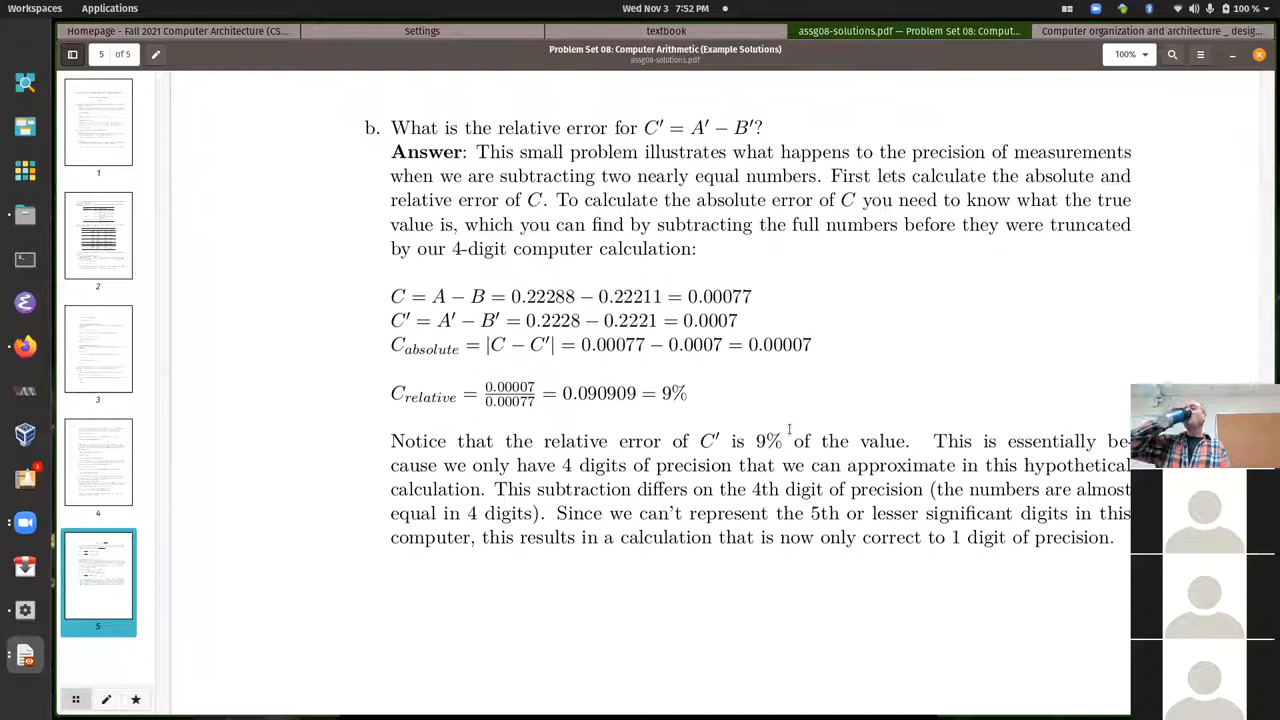 Workspaces Applications Wed Nov 3 7:52 PM 100 %
Homepage - Fall 2021 Computer Architecture (CS... Settings textbook assg08-solutions.pdf — Problem Set 08: Comput... Computer organization and architecture _ desig...
5 of 5 Problem Set 08: Computer Arithmetic (Example Solutions) 100%
assg08-solutions.pdf
b. What is the relative error for C′ = A′ − B′?
Answer: This small problem illustrates what happens to the precision of measurements
when we are subtracting two nearly equal numbers. First lets calculate the absolute and
relative error of C. To calculate the absolute error of C you need to know what the true
value is, which you can find by subtracting the numbers before they were truncated
by our 4-digit computer calculation:
C = A − B = 0.22288 − 0.22211 = 0.00077
C′ = A′ − B′ = 0.2228 − 0.2221 = 0.0007
= 0.00077 − 0.0007 = 0.00007
C_relative = 0.00007/0.00077 = 0.090909 = 9%
Notice that the relative error of C′ is 9% of the value. This is essentially be-
cause we only have 4 digits of precision that we can approximate in this hypothetical
calculation. This subtraction differs on the 4th digit of precision (the numbers are almost
equal in 4 digits). Since we can't represent the 5th or lesser significant digits in this
computer, this results in a calculation that is now only correct to 1 digit of precision.
1
2
3
4
5
3